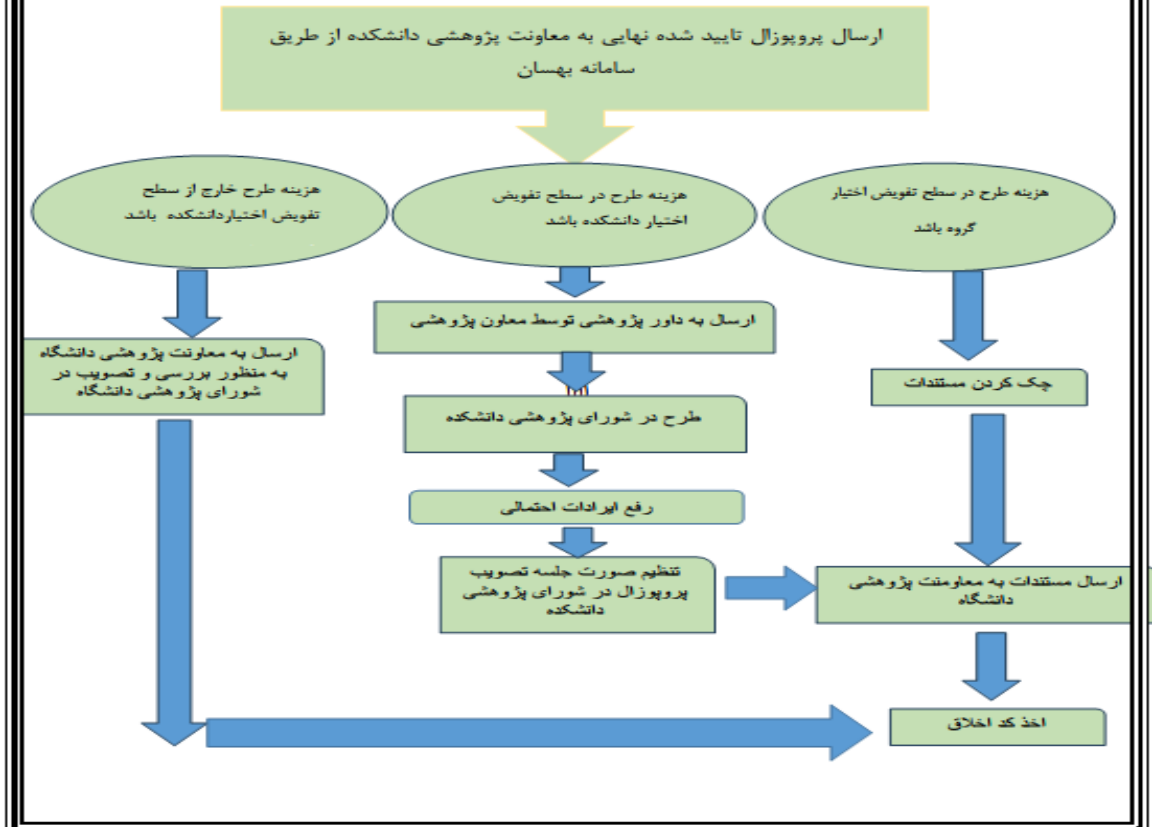 ارسال پروپوزال تایید شده نهایی به معاونت پژوهشی دانشکده از طریق
سامانه بهسان
هزینه طرح در سطح تفویض اختیار
گروه باشد
هزینه طرح در سطح تفویض
اختیار دانشکده باشد
هزینه طرح خارج از سطح
تفویض اختیاردانشکده باشد
ارسال به داور پژوهشی توسط معاون پژوهشی
ارسال به معاونت پژوهشی دانشگاه
به منظور بررسی و تصویب در
شورای پژوهشی دانشگاه
چک کردن مستندات
طرح در شورای پژوهشی دانشکده
رفع ایرادات احتمالی
تنظیم صورت جلسه تصویب
پروپوزال در شورای پژوهشی
دانشکده
ارسال مستندات به معاومنت پژوهشی
دانشگاه
اخذ کد اخلاق